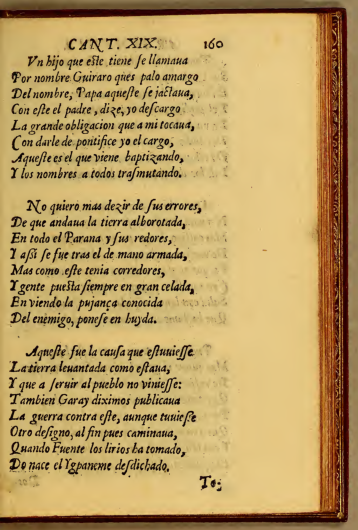 CANT. XIX. 160
Vn hijo que este tiene se llamaua
Por nombre Guiraro ques palo amargo
Del nombre, Papa aqueste se jactaua,
Con este el padre, dize, yo descargo
La grande obligacion que a mi tocaua,
Con darle de pontifice yo el cargo,
Aqueste es el que viene baptizando,
Y los nombres a todos trasmutando.

No quiero mas dezir de sus errores,
De que andaua la tierra alborotada,
En todo el Parana y sus redores,
Y assi se fue tras el de mano armada,
Mas como este tenia corredores,
Y gente puesta siempre en gran celada,
En viendo la pujança conocida
Del enemigo, ponese en huyda.

Aqueste fue la causa que estuuiesse
La tierra leuantada como estaua,
Y que a seruir al pueblo no viniesse:
Tambien Garay diximos publicaua
La guerra contra este, aunque tuuiesse
Otro designo, al fin pues caminaua,
Quando Fuente los lirios ha tomado,
Do nace el Ygpaneme desdichado.
To;